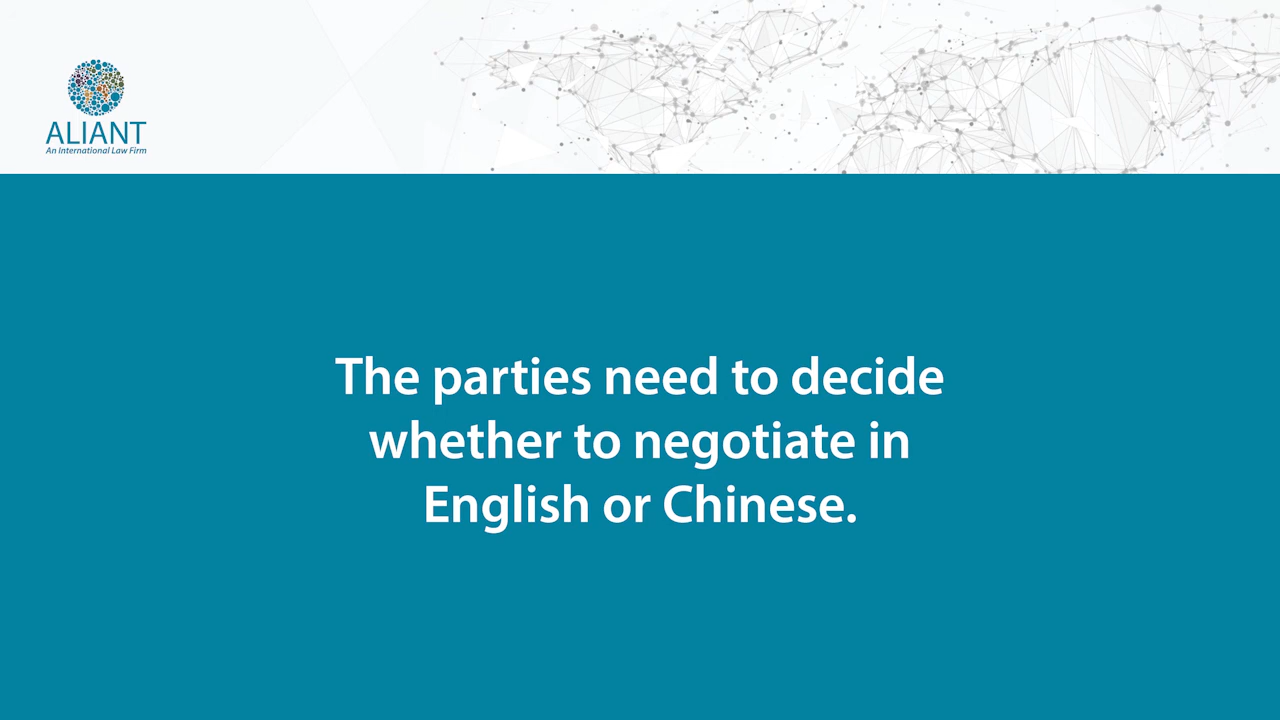 ALIANT
An International Law Firm
The parties need to decide
whether to negotiate in
English or Chinese.